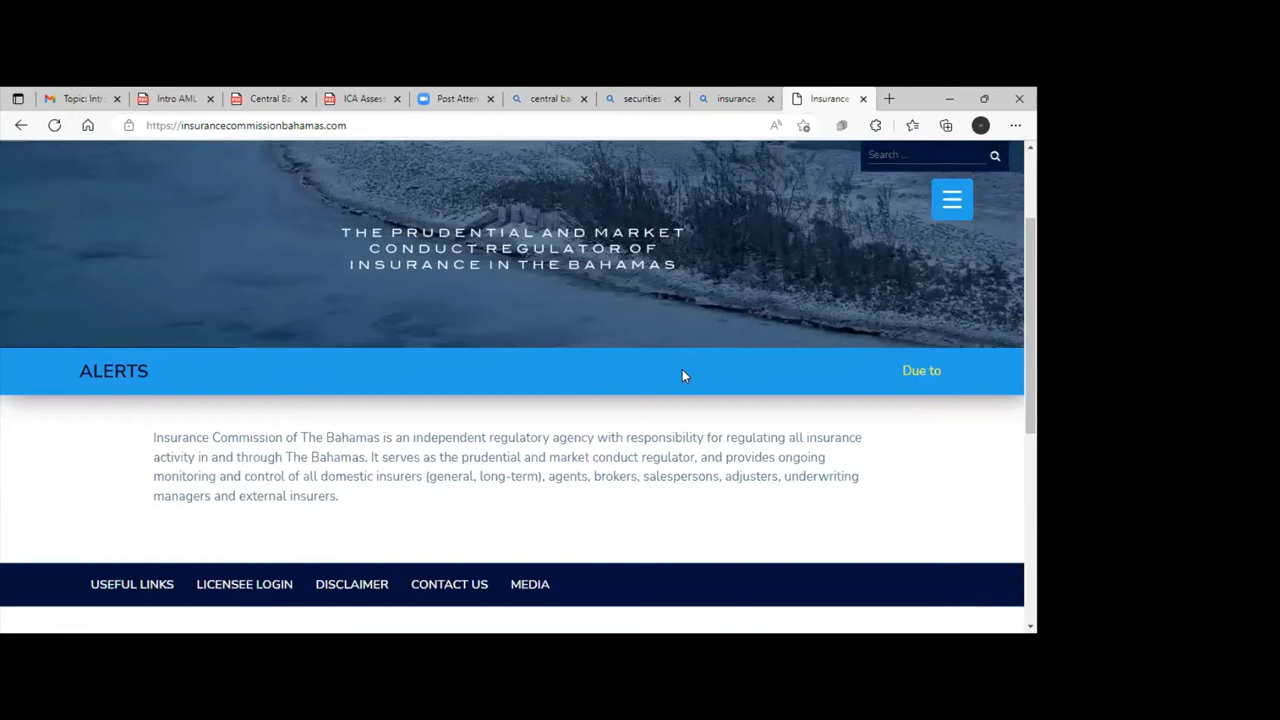 Topic: Intr
Intro AML
Central Ba
ICA Assess
Post Atten
central ba
securities
insurance
Insurance
https://insurancecommissionbahamas.com
Search ...
THE PRUDENTIAL AND MARKET
CONDUCT REGULATOR OF
INSURANCE IN THE BAHAMAS
ALERTS
Due to
Insurance Commission of The Bahamas is an independent regulatory agency with responsibility for regulating all insurance
activity in and through The Bahamas. It serves as the prudential and market conduct regulator, and provides ongoing
monitoring and control of all domestic insurers (general, long-term), agents, brokers, salespersons, adjusters, underwriting
managers and external insurers.
USEFUL LINKS LICENSEE LOGIN DISCLAIMER CONTACT US MEDIA